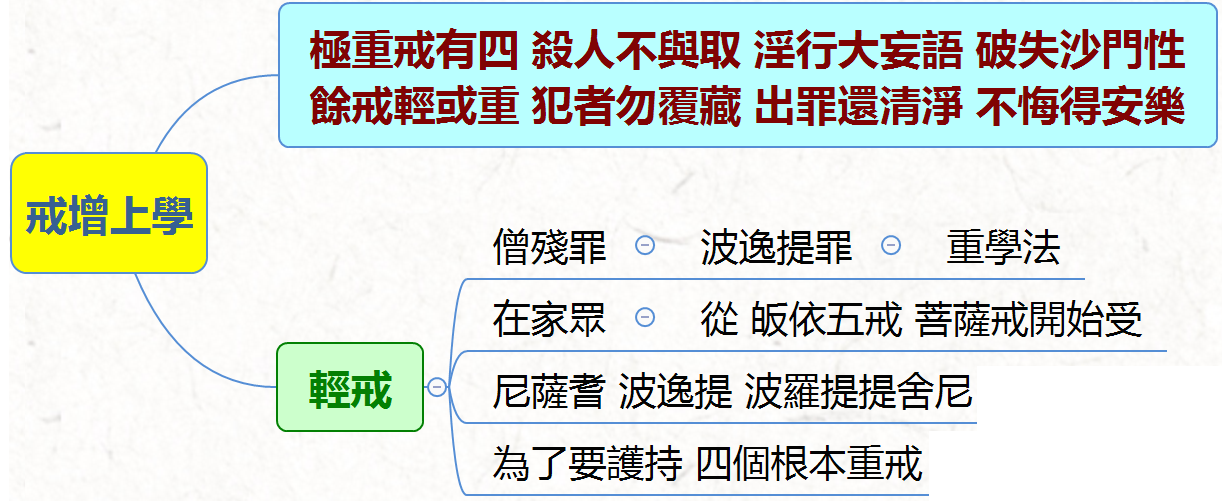 極重戒有四 殺人不與取 淫行大妄語 破失沙門性
餘戒輕或重 犯者勿覆藏 出罪還清淨 不悔得安樂
戒增上學
僧殘罪 波逸提罪 重學法
在家眾 從 皈依五戒 菩薩戒開始受
輕戒
尼薩耆 波逸提 波羅提提舍尼
為了要護持 四個根本重戒